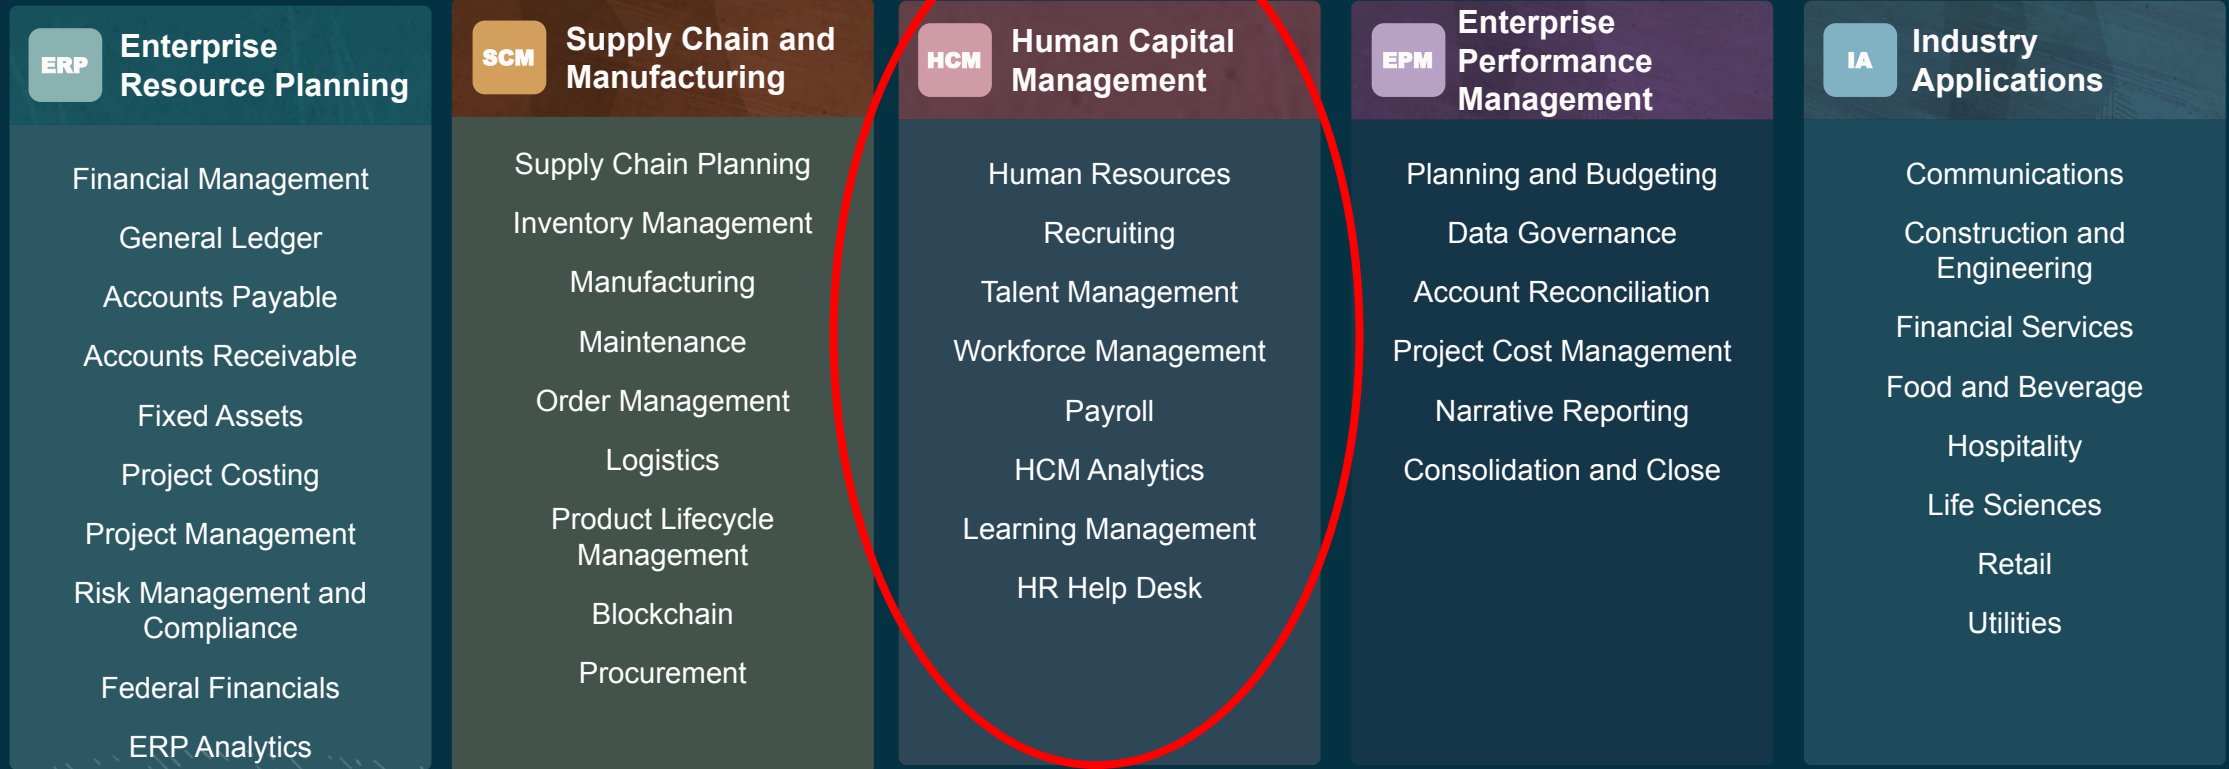 ERP
Enterprise
Resource Planning
Financial Management
General Ledger
Accounts Payable
Accounts Receivable
Fixed Assets
Project Costing
Project Management
Risk Management and
Compliance
Federal Financials
ERP Analytics
SCM
Supply Chain and
Manufacturing
Supply Chain Planning
Inventory Management
Manufacturing
Maintenance
Order Management
Logistics
Product Lifecycle
Management
Blockchain
Procurement
HCM
Human Capital
Management
Human Resources
Recruiting
Talent Management
Workforce Management
Payroll
HCM Analytics
Learning Management
HR Help Desk
EPM
Enterprise
Performance
Management
Planning and Budgeting
Data Governance
Account Reconciliation
Project Cost Management
Narrative Reporting
Consolidation and Close
IA
Industry
Applications
Communications
Construction and
Engineering
Financial Services
Food and Beverage
Hospitality
Life Sciences
Retail
Utilities